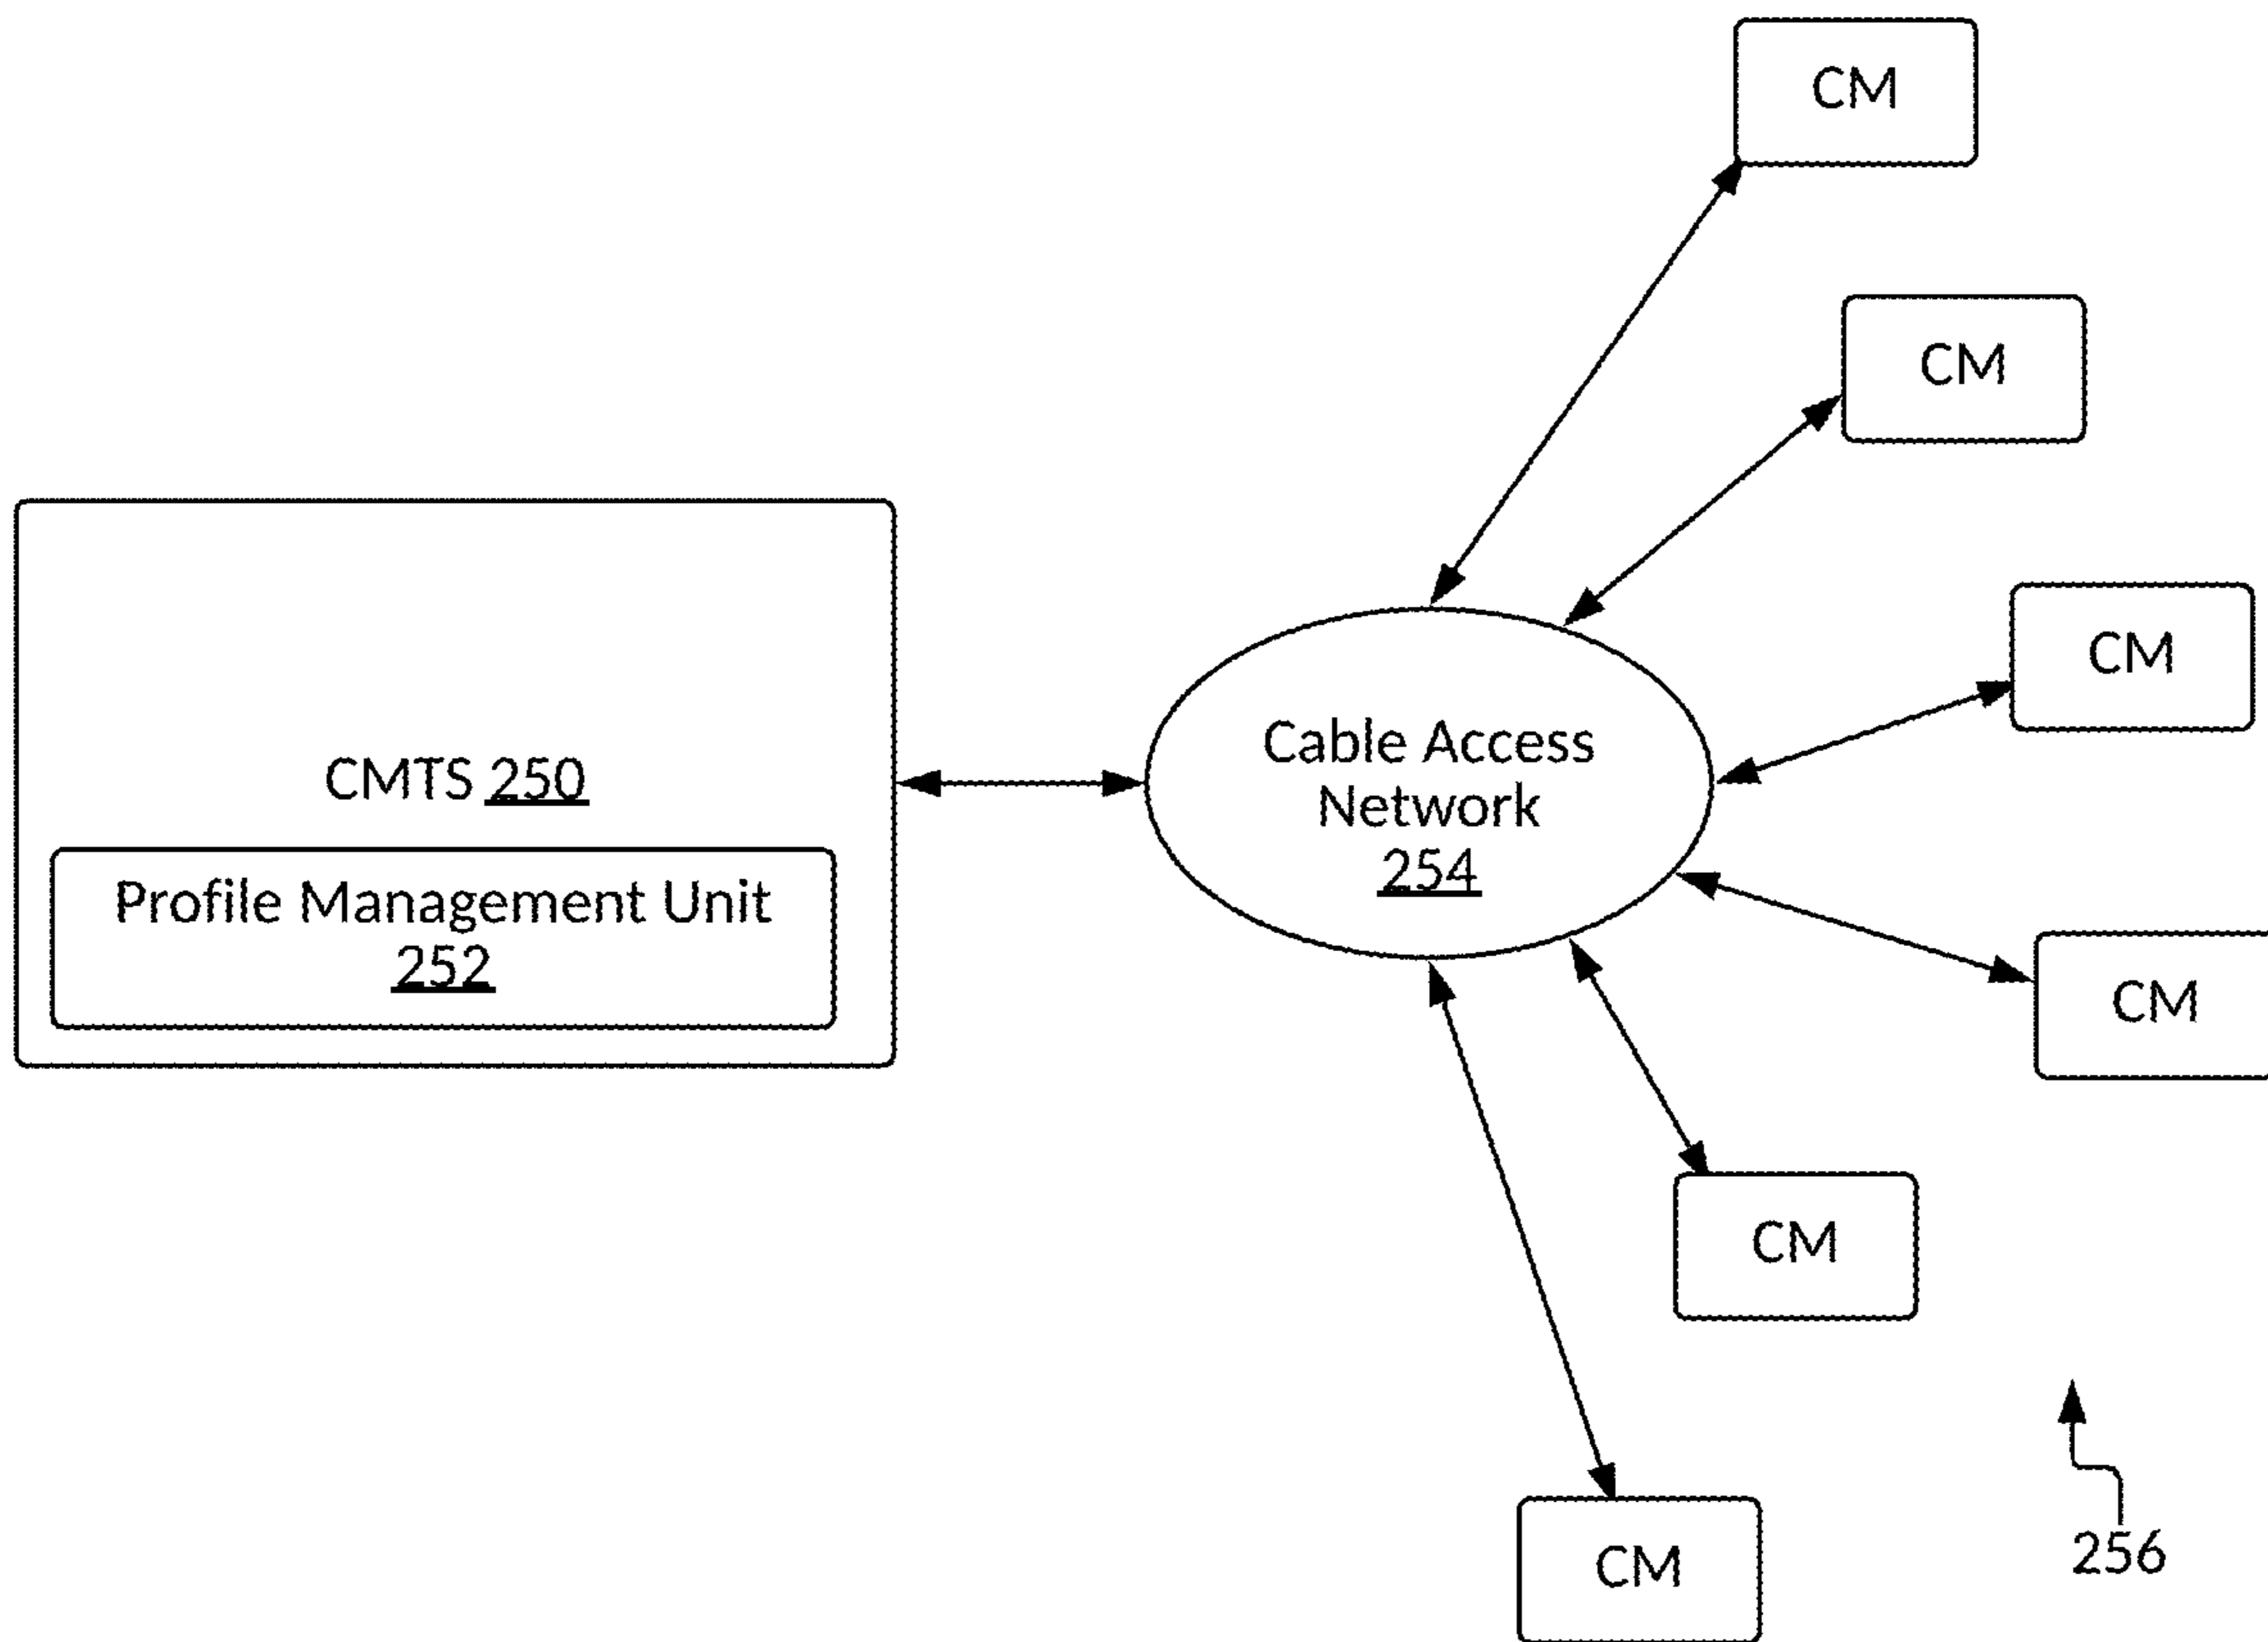 CM
CM
CM
CMTS 250
Cable Access
Network
254
Profile Management Unit
252
CM
CM
CM
256